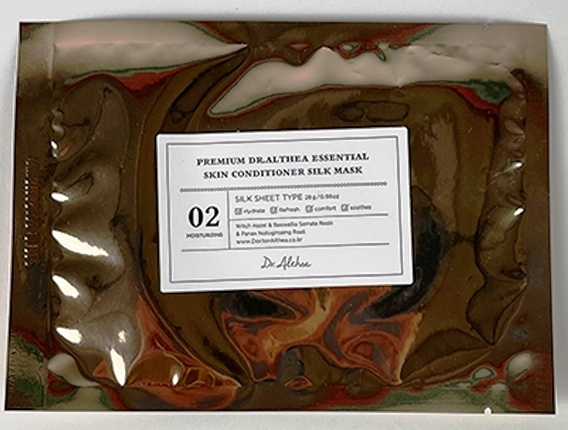 PREMIUM DR.ALTHEA ESSENTIAL
SKIN CONDITIONER SILK MASK
02
MOISTURIZING
SILK SHEET TYPE 28g/0.98oz
Hydrate Refresh comfort soothes
Witch Hazel & Boswellia Serrata Resin
& Panax Notoginseng Root
www.DoctorAlthea.co.kr
Dr. Althea